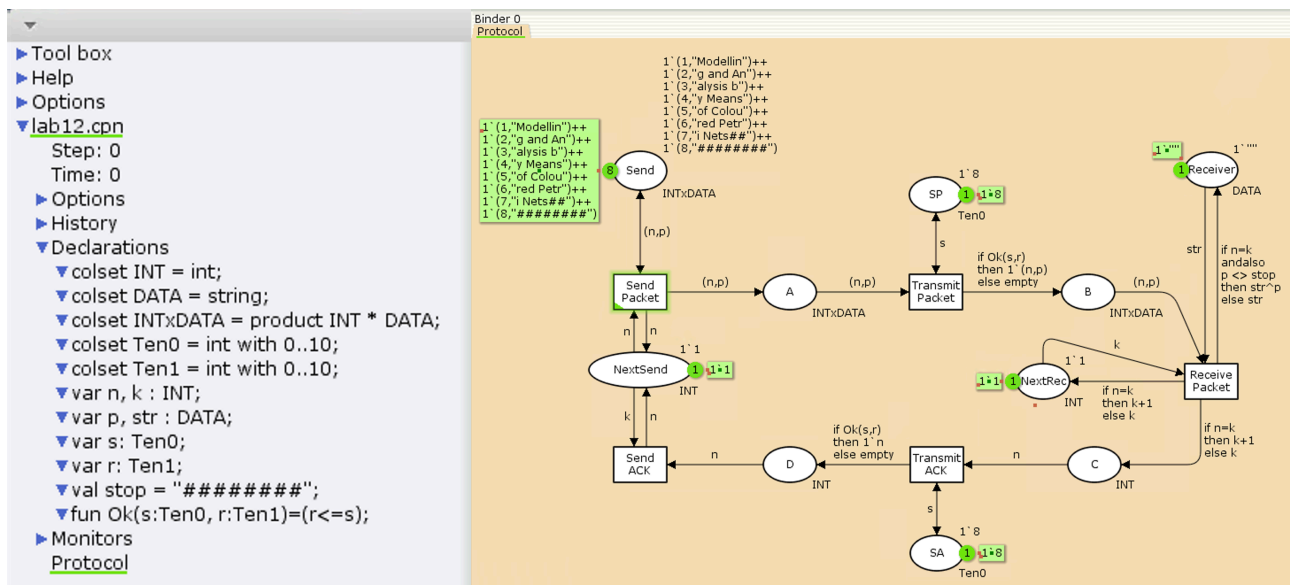 Tool box
Help
Options
lab12.cpn
Step: 0
Time: 0
Options
History
Declarations
colset INT = int;
colset DATA = string;
colset INTxDATA = product INT * DATA;
colset Ten0 = int with 0..10;
colset Ten1 = int with 0..10;
var n, k : INT;
var p, str : DATA;
var s: Ten0;
var r: Ten1;
val stop = "########";
fun Ok(s:Ten0, r:Ten1)=(r<=s);
Monitors
Protocol
Binder 0
Protocol
1`(1,"Modellin")++
1`(2,"g and An")++
1`(3,"alysis b")++
1`(4,"y Means")++
1`(5,"of Colou")++
1`(6,"red Petr")++
1`(7,"i Nets##")++
1`(8,"########")
1`(1,"Modellin")++
1`(2,"g and An")++
1`(3,"alysis b")++
1`(4,"y Means")++
1`(5,"of Colou")++
1`(6,"red Petr")++
1`(7,"i Nets##")++
1`(8,"########")
8
Send
INTxDATA
(n,p)
1`8
SP
1
1`8
Ten0
s
1`""
1`""
1
Receiver
DATA
str
if n=k
andalso
p <> stop
then str^p
else str
Send
Packet
(n,p)
A
INTxDATA
(n,p)
Transmit
Packet
if Ok(s,r)
then 1`(n,p)
else empty
B
INTxDATA
(n,p)
n
n
1`1
NextSend
1
1`1
INT
k
n
k
1`1
1`1
1
NextRec
INT
if n=k
then k+1
else k
Receive
Packet
if n=k
then k+1
else k
Send
ACK
n
D
INT
if Ok(s,r)
then 1`n
else empty
Transmit
ACK
n
C
INT
s
1`8
SA
1
1`8
Ten0